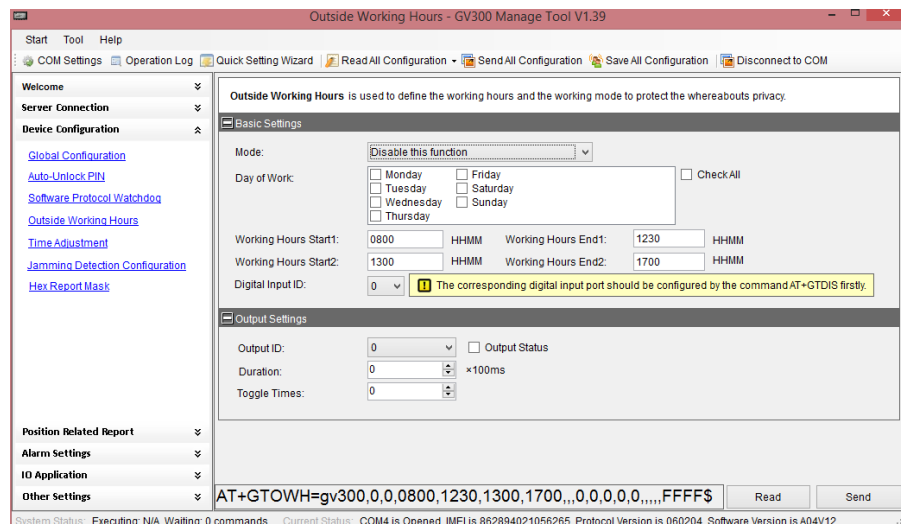 Outside Working Hours - GV300 Manage Tool V1.39
Start Tool Help
COM Settings Operation Log Quick Setting Wizard Read All Configuration Send All Configuration Save All Configuration Disconnect to COM
Welcome
Server Connection
Device Configuration
Global Configuration
Auto-Unlock PIN
Software Protocol Watchdog
Outside Working Hours
Time Adjustment
Jamming Detection Configuration
Hex Report Mask
Position Related Report
Alarm Settings
IO Application
Other Settings
Outside Working Hours is used to define the working hours and the working mode to protect the whereabouts privacy.
Basic Settings
Mode: Disable this function
Day of Work: Monday Friday Check All
Tuesday Saturday
Wednesday Sunday
Thursday
Working Hours Start1: 0800 HHMM Working Hours End1: 1230 HHMM
Working Hours Start2: 1300 HHMM Working Hours End2: 1700 HHMM
Digital Input ID: 0 The corresponding digital input port should be configured by the command AT+GTDIS firstly.
Output Settings
Output ID: 0 Output Status
Duration: 0 ×100ms
Toggle Times: 0
AT+GTOWH=gv300,0,0,0800,1230,1300,1700,,,0,0,0,0,0,,,,,FFFF$ Read Send
System Status: Executing: N/A Waiting: 0 commands Current Status: COM4 is Opened, IMEI is 862894021056265, Protocol Version is 060204, Software Version is A04V12